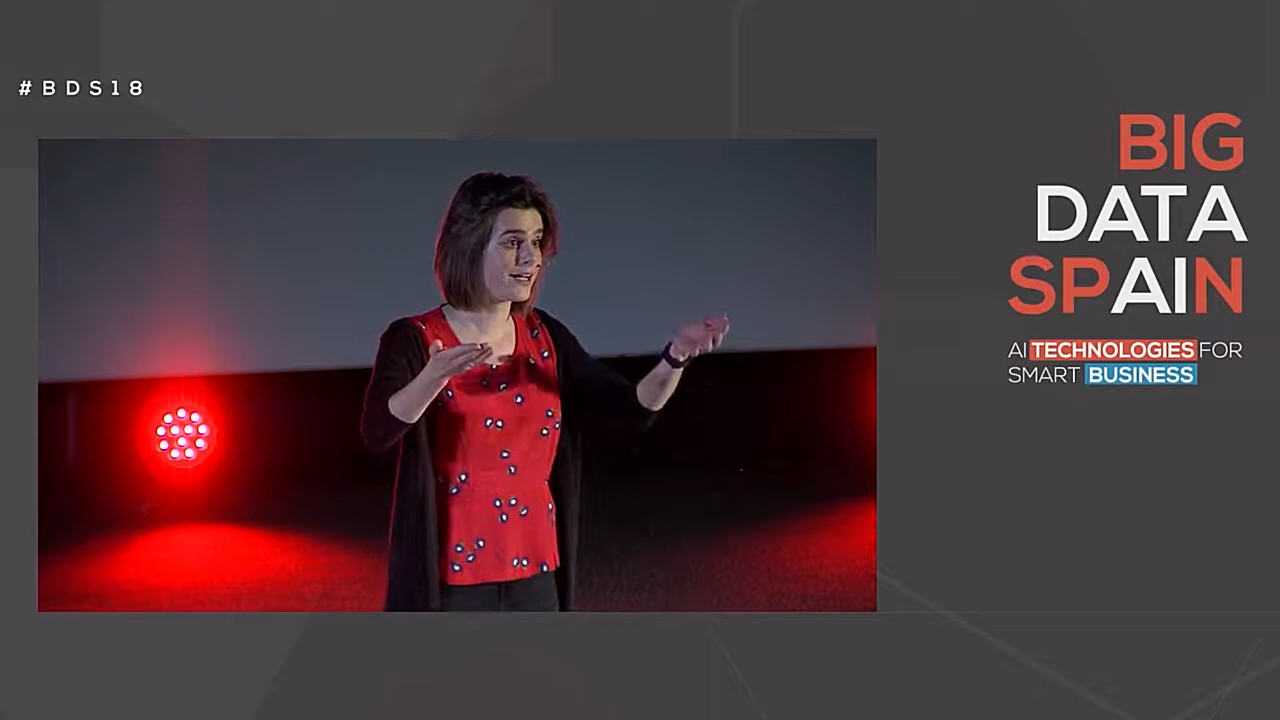 #BDS18
BIG
DATA
SPAIN
AI TECHNOLOGIES FOR
SMART BUSINESS